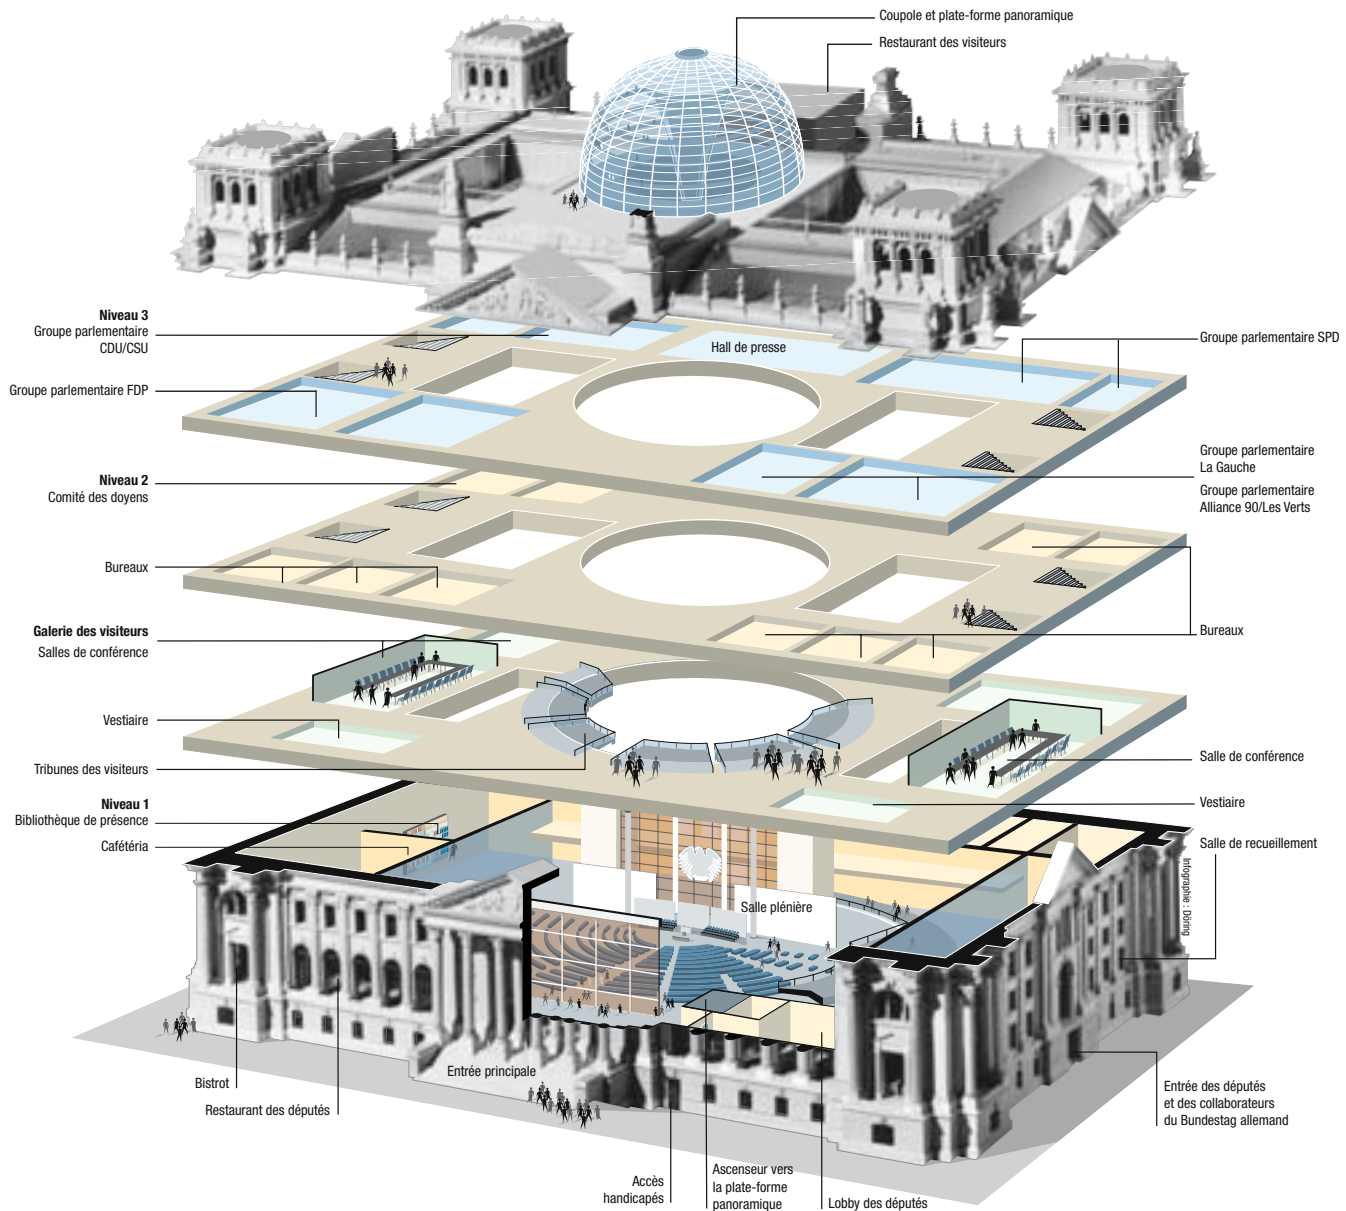 Coupole et plate-forme panoramique
Restaurant des visiteurs
Niveau 3
Groupe parlementaire
CDU/CSU
Hall de presse
Groupe parlementaire SPD
Groupe parlementaire FDP
Groupe parlementaire
La Gauche
Groupe parlementaire
Alliance 90/Les Verts
Niveau 2
Comité des doyens
Bureaux
Bureaux
Galerie des visiteurs
Salles de conférence
Vestiaire
Tribunes des visiteurs
Salle de conférence
Vestiaire
Niveau 1
Bibliothèque de présence
Cafétéria
Salle de recueillement
Infographie : Döring
Salle plénière
Entrée principale
Bistrot
Restaurant des députés
Entrée des députés
et des collaborateurs
du Bundestag allemand
Accès
handicapés
Ascenseur vers
la plate-forme
panoramique
Lobby des députés